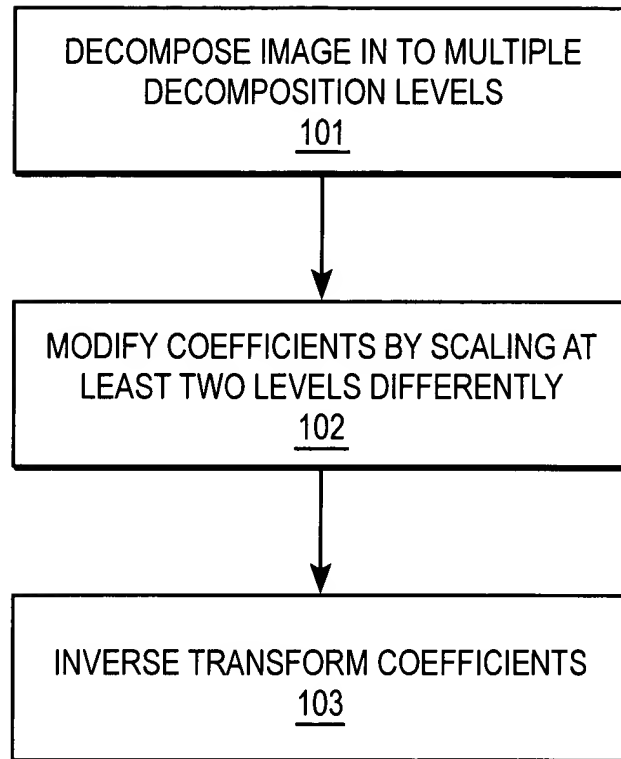 DECOMPOSE IMAGE IN TO MULTIPLE
DECOMPOSITION LEVELS
101
MODIFY COEFFICIENTS BY SCALING AT
LEAST TWO LEVELS DIFFERENTLY
102
INVERSE TRANSFORM COEFFICIENTS
103